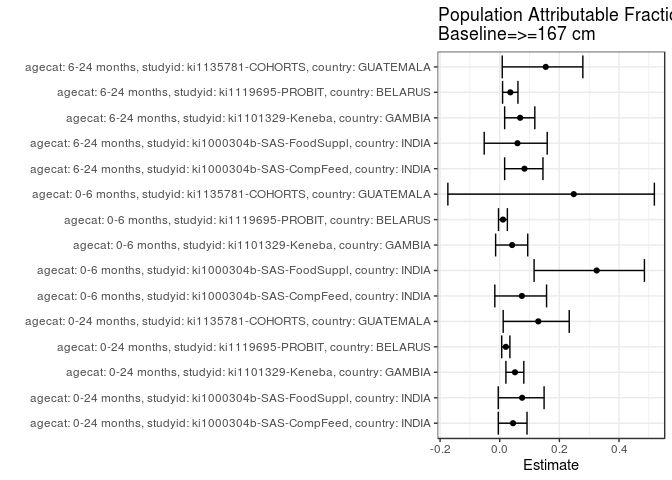 Population Attributable Fractio
Baseline=>=167 cm
agecat: 6-24 months, studyid: ki1135781-COHORTS, country: GUATEMALA
agecat: 6-24 months, studyid: ki1119695-PROBIT, country: BELARUS
agecat: 6-24 months, studyid: ki1101329-Keneba, country: GAMBIA
agecat: 6-24 months, studyid: ki1000304b-SAS-FoodSuppl, country: INDIA
agecat: 6-24 months, studyid: ki1000304b-SAS-CompFeed, country: INDIA
agecat: 0-6 months, studyid: ki1135781-COHORTS, country: GUATEMALA
agecat: 0-6 months, studyid: ki1119695-PROBIT, country: BELARUS
agecat: 0-6 months, studyid: ki1101329-Keneba, country: GAMBIA
agecat: 0-6 months, studyid: ki1000304b-SAS-FoodSuppl, country: INDIA
agecat: 0-6 months, studyid: ki1000304b-SAS-CompFeed, country: INDIA
agecat: 0-24 months, studyid: ki1135781-COHORTS, country: GUATEMALA
agecat: 0-24 months, studyid: ki1119695-PROBIT, country: BELARUS
agecat: 0-24 months, studyid: ki1101329-Keneba, country: GAMBIA
agecat: 0-24 months, studyid: ki1000304b-SAS-FoodSuppl, country: INDIA
agecat: 0-24 months, studyid: ki1000304b-SAS-CompFeed, country: INDIA
-0.2 0.0 0.2 0.4
Estimate